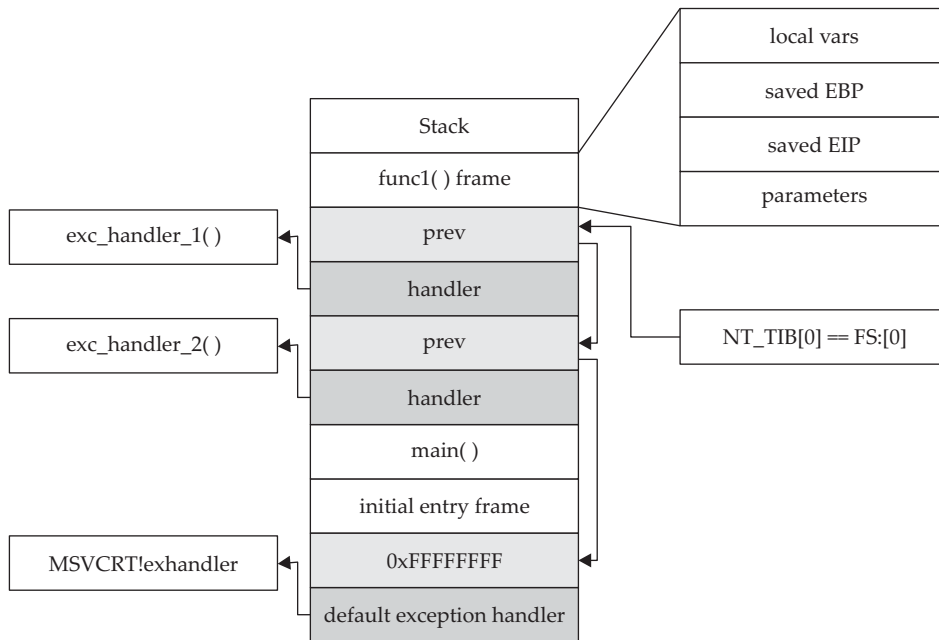 local vars
saved EBP
saved EIP
parameters
Stack
func1( ) frame
prev
handler
prev
handler
main( )
initial entry frame
0xFFFFFFFF
default exception handler
exc_handler_1( )
exc_handler_2( )
MSVCRT!exhandler
NT_TIB[0] == FS:[0]